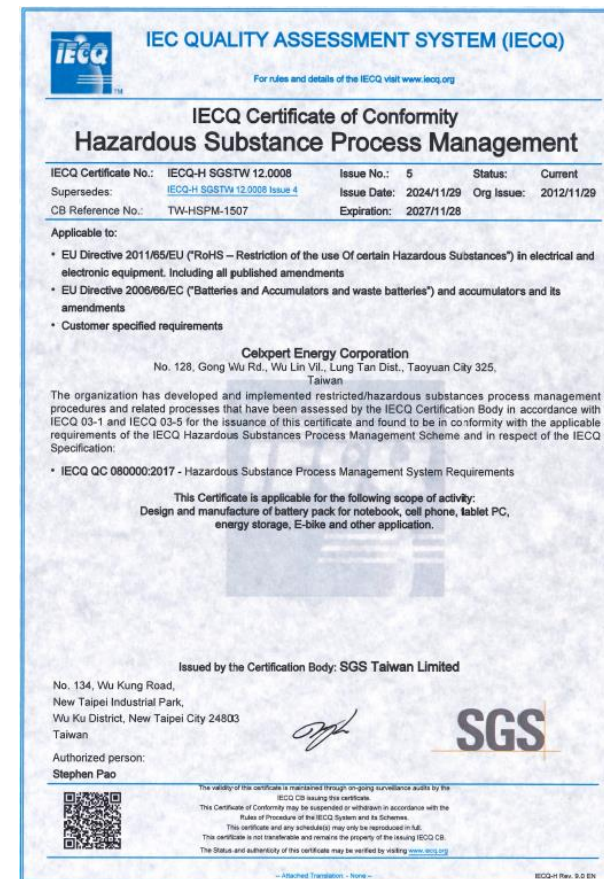 IECQ
TM
IEC QUALITY ASSESSMENT SYSTEM (IECQ)
For rules and details of the IECQ visit www.iecq.org
IECQ Certificate of Conformity
Hazardous Substance Process Management
IECQ Certificate No.: IECQ-H SGSTW 12.0008 Issue No.: 5 Status: Current
Supersedes: IECQ-H SGSTW 12.0008 Issue 4 Issue Date: 2024/11/29 Org Issue: 2012/11/29
CB Reference No.: TW-HSPM-1507 Expiration: 2027/11/28
Applicable to:
• EU Directive 2011/65/EU ("RoHS – Restriction of the use Of certain Hazardous Substances") in electrical and
electronic equipment. Including all published amendments
• EU Directive 2006/66/EC ("Batteries and Accumulators and waste batteries") and accumulators and its
amendments
• Customer specified requirements
Celxpert Energy Corporation
No. 128, Gong Wu Rd., Wu Lin Vil., Lung Tan Dist., Taoyuan City 325,
Taiwan
The organization has developed and implemented restricted/hazardous substances process management
procedures and related processes that have been assessed by the IECQ Certification Body in accordance with
IECQ 03-1 and IECQ 03-5 for the issuance of this certificate and found to be in conformity with the applicable
requirements of the IECQ Hazardous Substances Process Management Scheme and in respect of the IECQ
Specification:
• IECQ QC 080000:2017 - Hazardous Substance Process Management System Requirements
This Certificate is applicable for the following scope of activity:
Design and manufacture of battery pack for notebook, cell phone, tablet PC,
energy storage, E-bike and other application.
Issued by the Certification Body: SGS Taiwan Limited
No. 134, Wu Kung Road,
New Taipei Industrial
Park,
Wu Ku District, New Taipei City 24803
Taiwan
SGS
Authorized person:
Stephen Pao
The validity of this certificate is maintained through on-going surveillance audits by the
IECQ CB issuing this certificate.
This Certificate of Conformity may be suspended or withdrawn in accordance with the
Rules of Procedure of the IECQ System and its Schemes.
This certificate and any schedule(s) may only be reproduced in full.
This certificate is not transferable and remains the property of the issuing IECQ CB.
The Status and authenticity of this certificate may be verified by visiting www.iecq.org
– Attached Translation: - None –
IECQ-H Rev. 9.0 EN